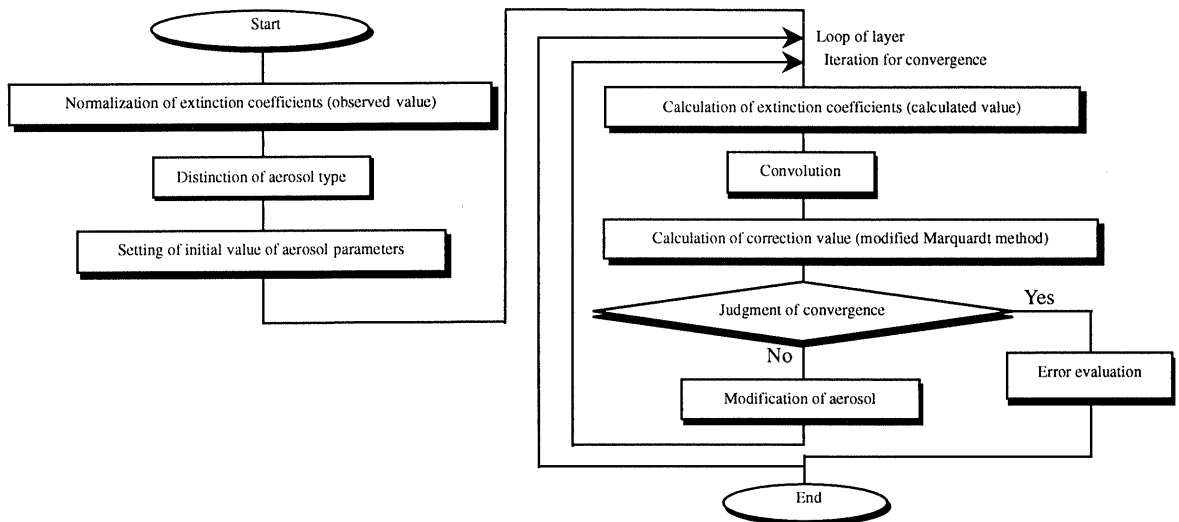 Start
Normalization of extinction coefficients (observed value)
Distinction of aerosol type
Setting of initial value of aerosol parameters
Loop of layer
Iteration for convergence
Calculation of extinction coefficients (calculated value)
Convolution
Calculation of correction value (modified Marquardt method)
Judgment of convergence
Yes
No
Error evaluation
Modification of aerosol
End